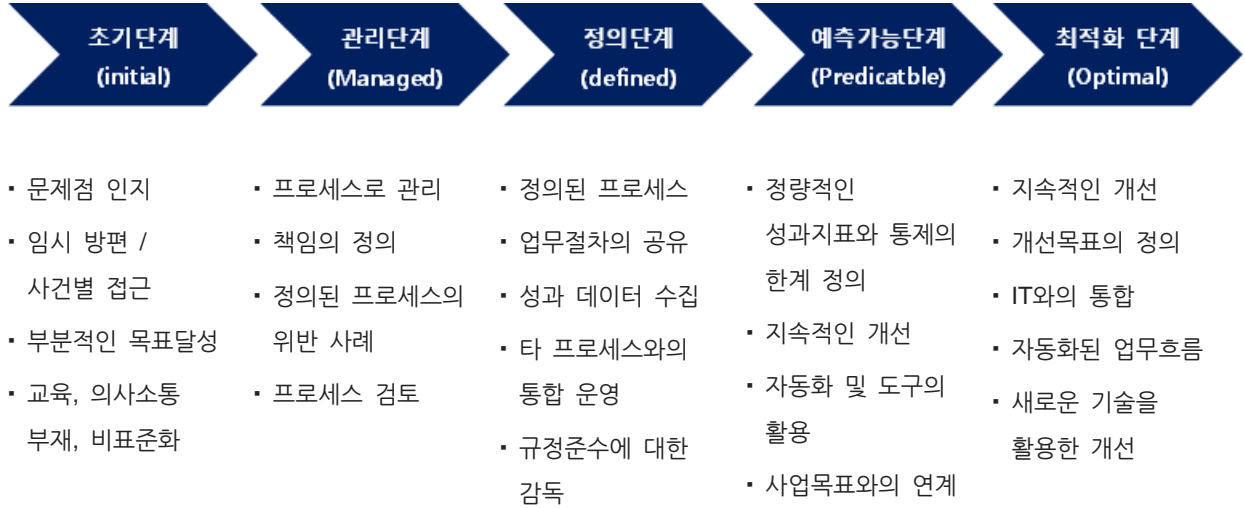 초기단계
(initial)
관리단계
(Managed)
정의단계
(defined)
예측가능단계
(Predicatble)
최적화 단계
(Optimal)
▪ 문제점 인지
▪ 임시 방편 /
사건별 접근
▪ 부분적인 목표달성
▪ 교육, 의사소통
부재, 비표준화
▪ 프로세스로 관리
▪ 책임의 정의
▪ 정의된 프로세스의
위반 사례
▪ 프로세스 검토
▪ 정의된 프로세스
▪ 업무절차의 공유
▪ 성과 데이터 수집
▪ 타 프로세스와의
통합 운영
▪ 규정준수에 대한
감독
▪ 정량적인
성과지표와 통제의
한계 정의
▪ 지속적인 개선
▪ 자동화 및 도구의
활용
▪ 사업목표와의 연계
▪ 지속적인 개선
▪ 개선목표의 정의
▪ IT와의 통합
▪ 자동화된 업무흐름
▪ 새로운 기술을
활용한 개선